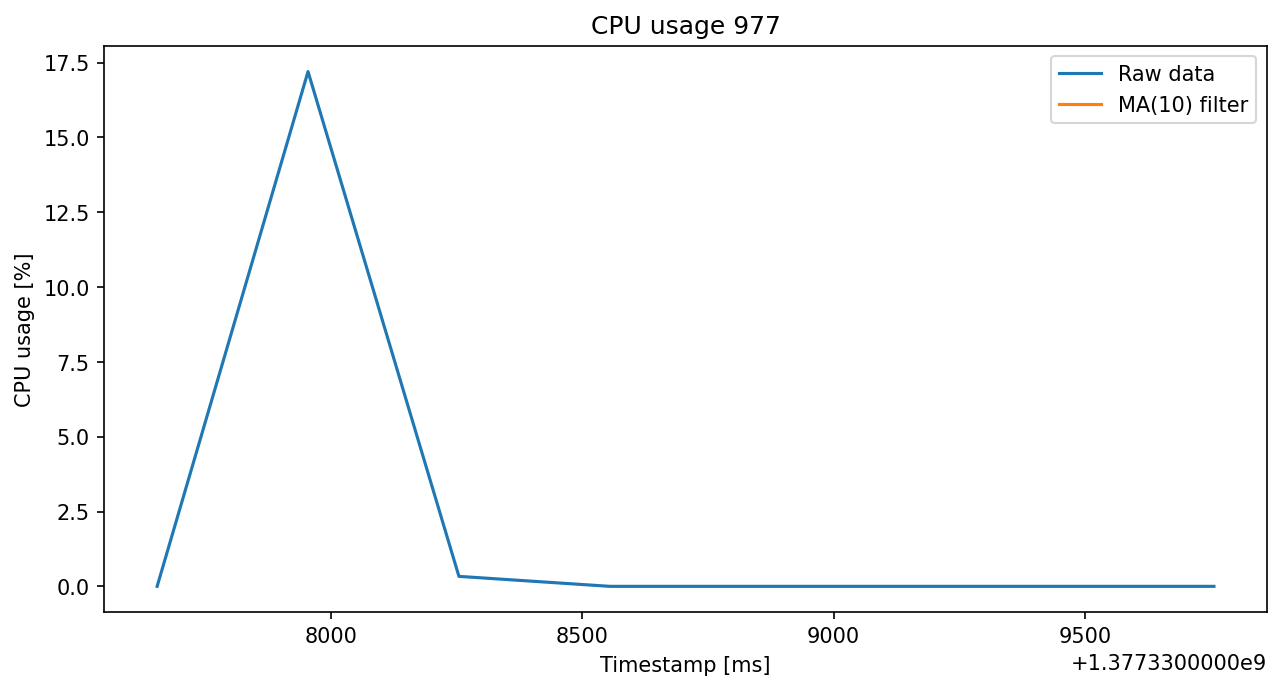 CPU usage 977
Raw data
MA(10) filter
CPU usage [%]
17.5
15.0
12.5
10.0
7.5
5.0
2.5
0.0
8000 8500 9000 9500
Timestamp [ms]
+1.3773300000e9